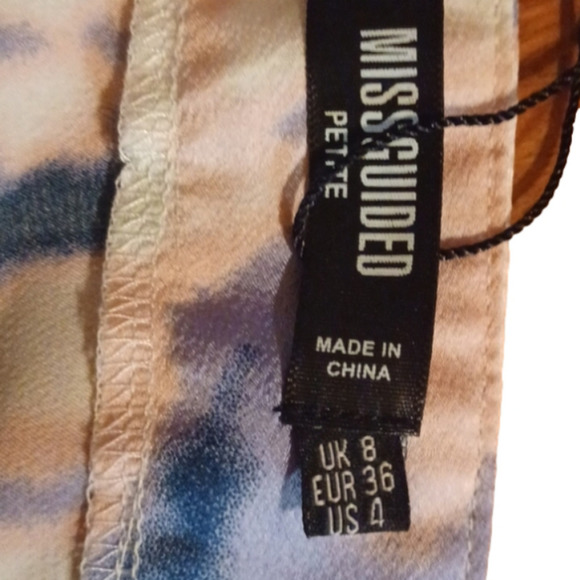 MISSGUIDED
PETITE
MADE IN
CHINA
UK 8
EUR 36
US 4